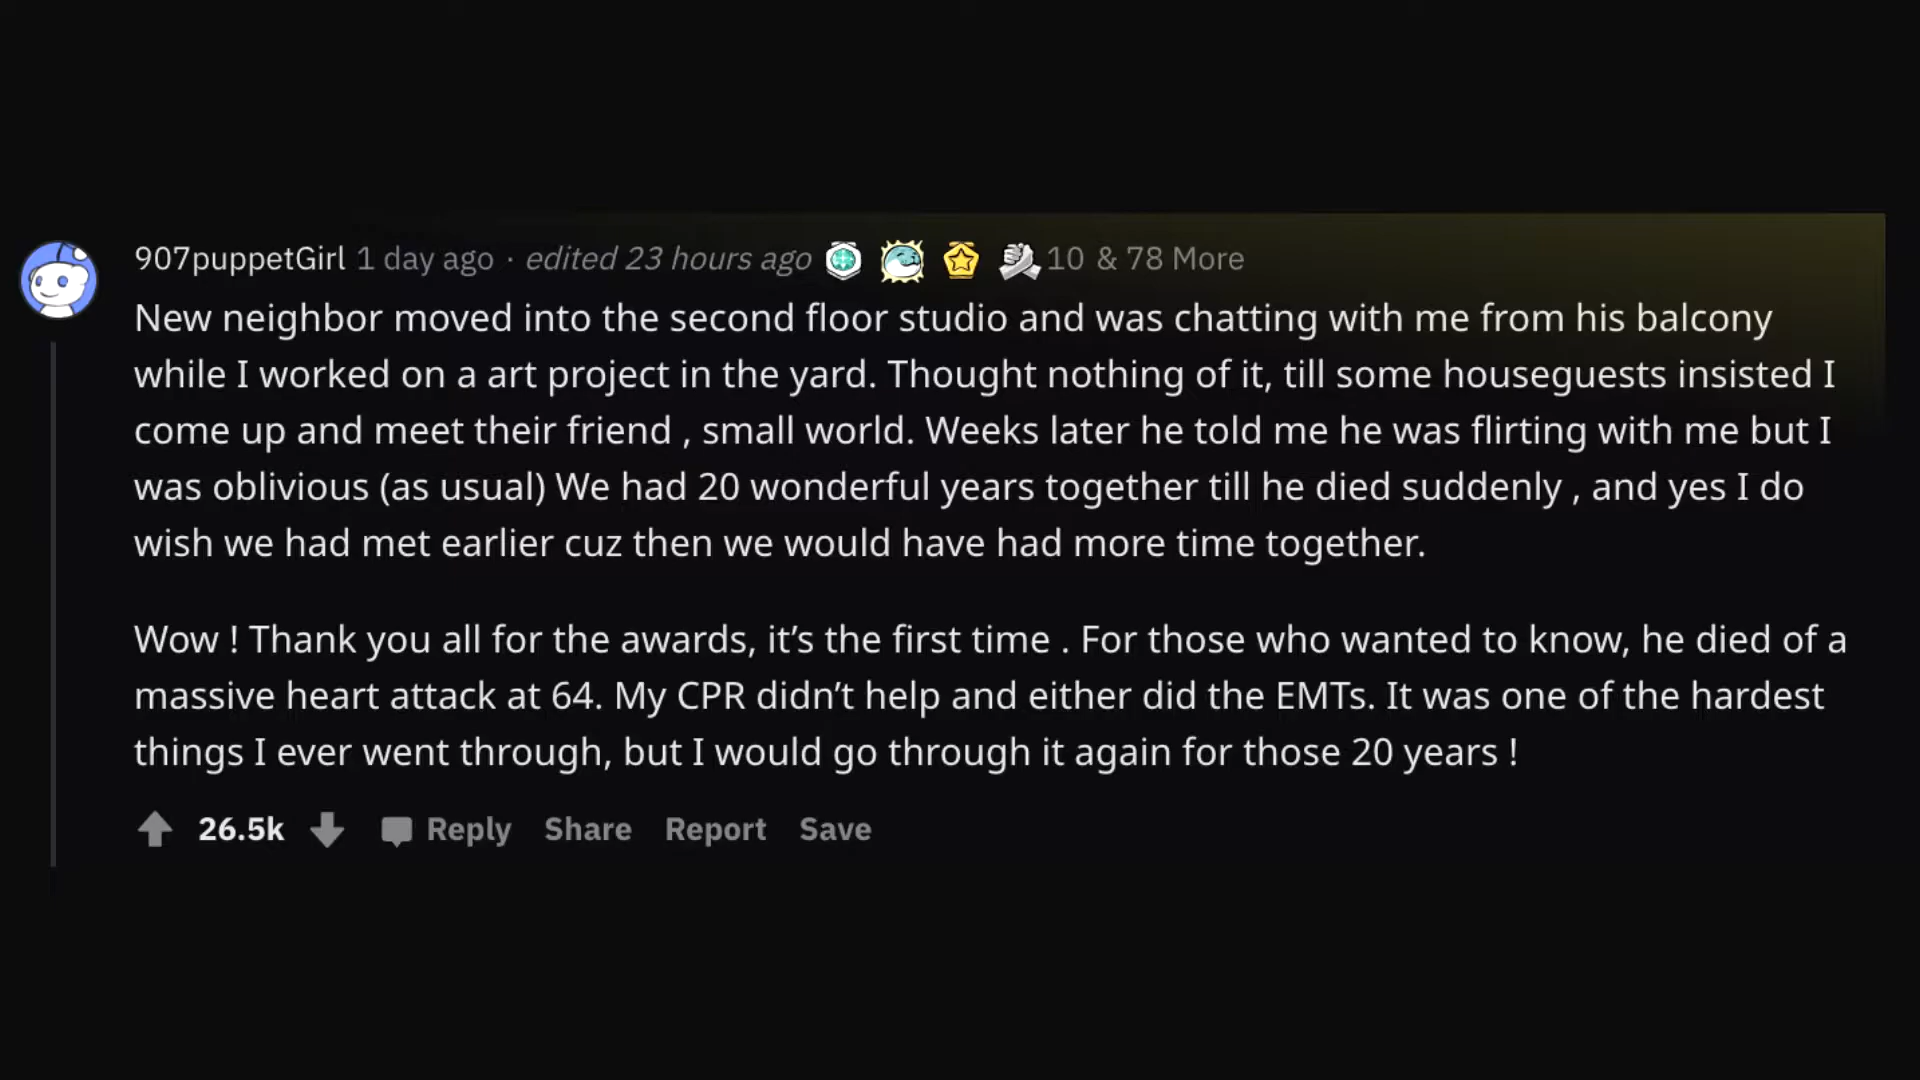 907puppetGirl 1 day ago · edited 23 hours ago 10 & 78 More
New neighbor moved into the second floor studio and was chatting with me from his balcony
while I worked on a art project in the yard. Thought nothing of it, till some houseguests insisted I
come up and meet their friend , small world. Weeks later he told me he was flirting with me but I
was oblivious (as usual) We had 20 wonderful years together till he died suddenly , and yes I do
wish we had met earlier cuz then we would have had more time together.
Wow ! Thank you all for the awards, it’s the first time . For those who wanted to know, he died of a
massive heart attack at 64. My CPR didn’t help and either did the EMTs. It was one of the hardest
things I ever went through, but I would go through it again for those 20 years !
26.5k Reply Share Report Save